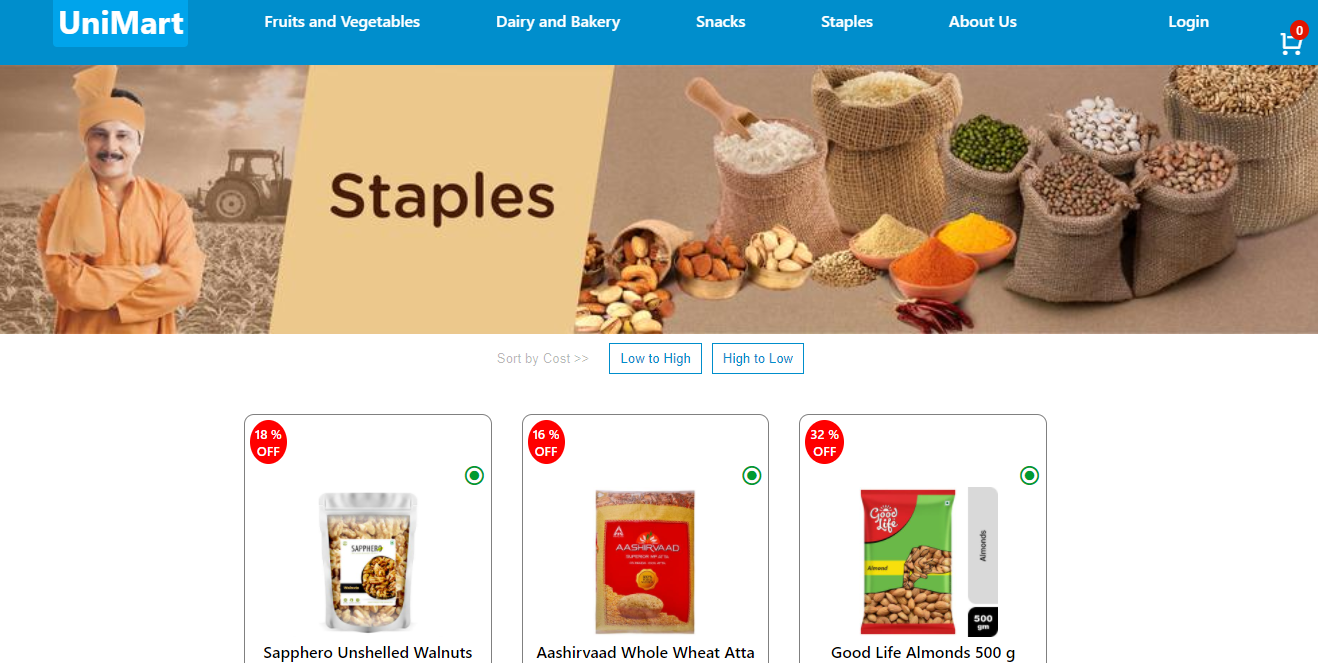 UniMart
Fruits and Vegetables
Dairy and Bakery
Snacks
Staples
About Us
Login
0
Staples
Sort by Cost >>
Low to High
High to Low
18 %
OFF
16 %
OFF
32 %
OFF
SAPPHERO
AASHIRVAAD
Good
Life
Almond
Almonds
500
gm
Sapphero Unshelled Walnuts
Aashirvaad Whole Wheat Atta
Good Life Almonds 500 g